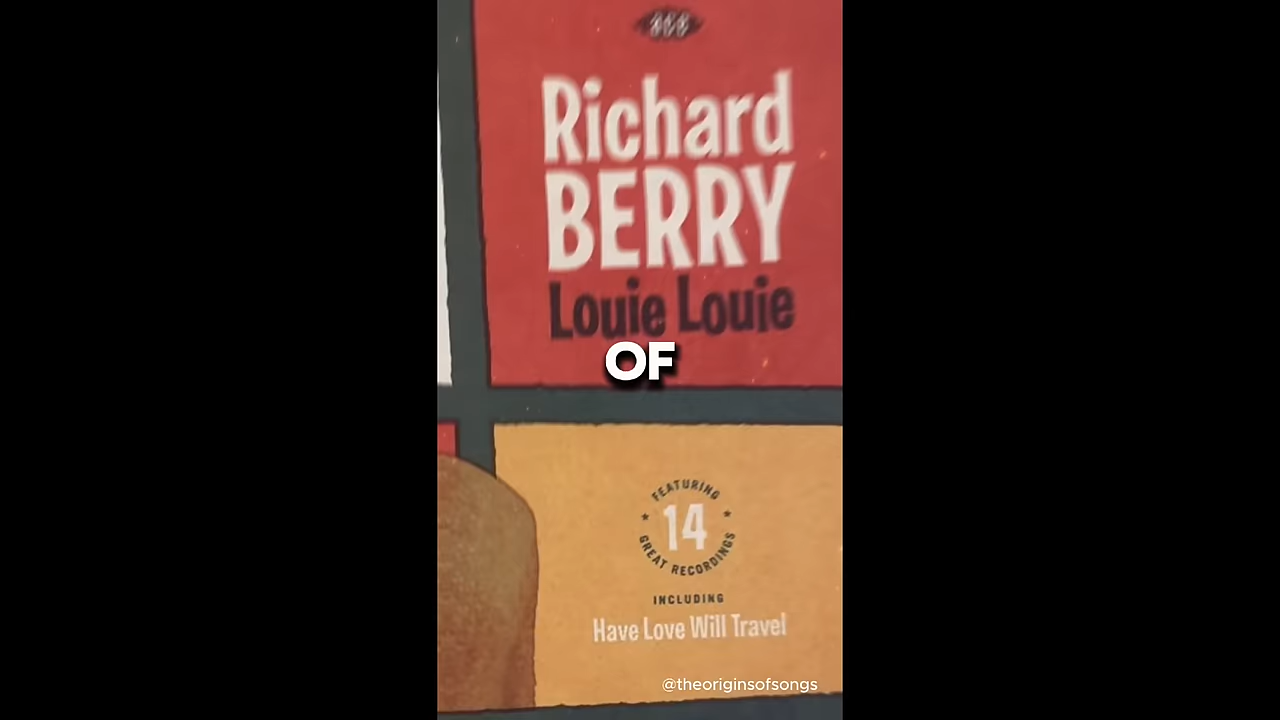 Richard
BERRY
Louie Louie
OF
FEATURING
14
GREAT RECORDINGS
INCLUDING
Have Love Will Travel
@theoriginsofsongs